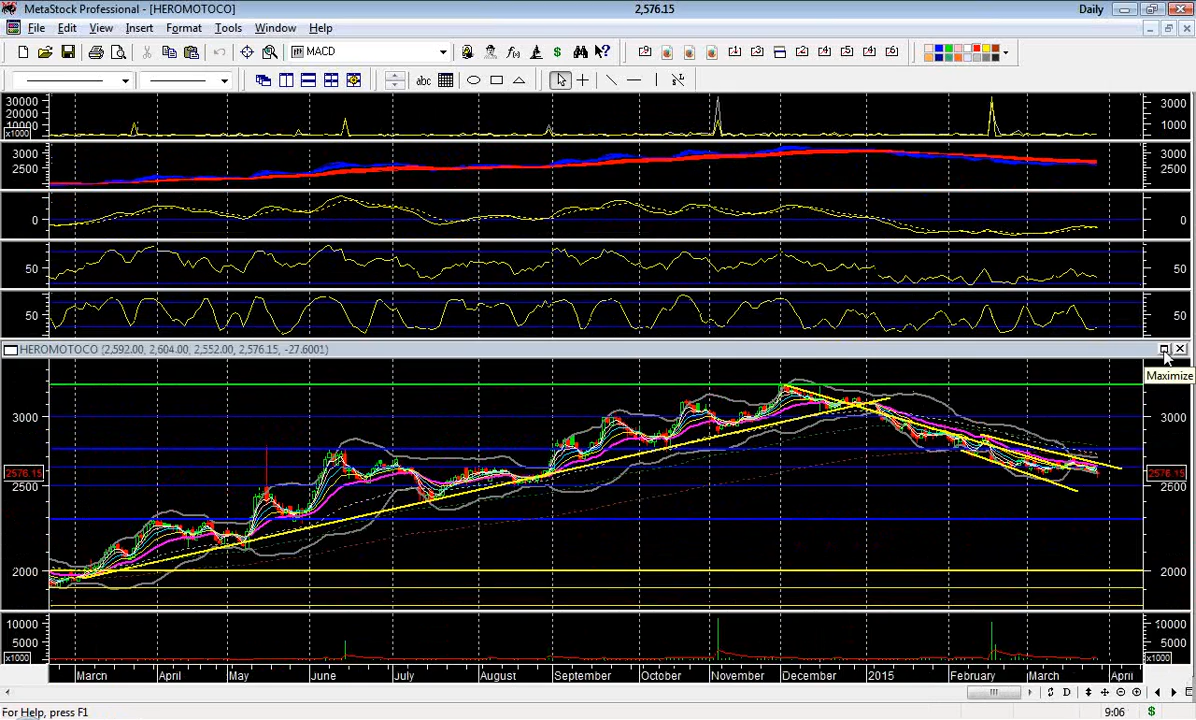 MetaStock Professional - [HEROMOTOCO] 2,576.15 Daily
File Edit View Insert Format Tools Window Help
MACD
abc
30000 3000
20000
10000 1000
x1000
3000 3000
2500 2500
0 0
50 50
50 50
HEROMOTOCO (2,592.00, 2,604.00, 2,552.00, 2,576.15, -27.6001)
Maximize
3000 3000
2576.15 2576.15
2500 2500
2000 2000
10000 10000
5000 5000
x1000 x1000
March April May June July August September October November December 2015 February March April
D
For Help, press F1 9:06 $